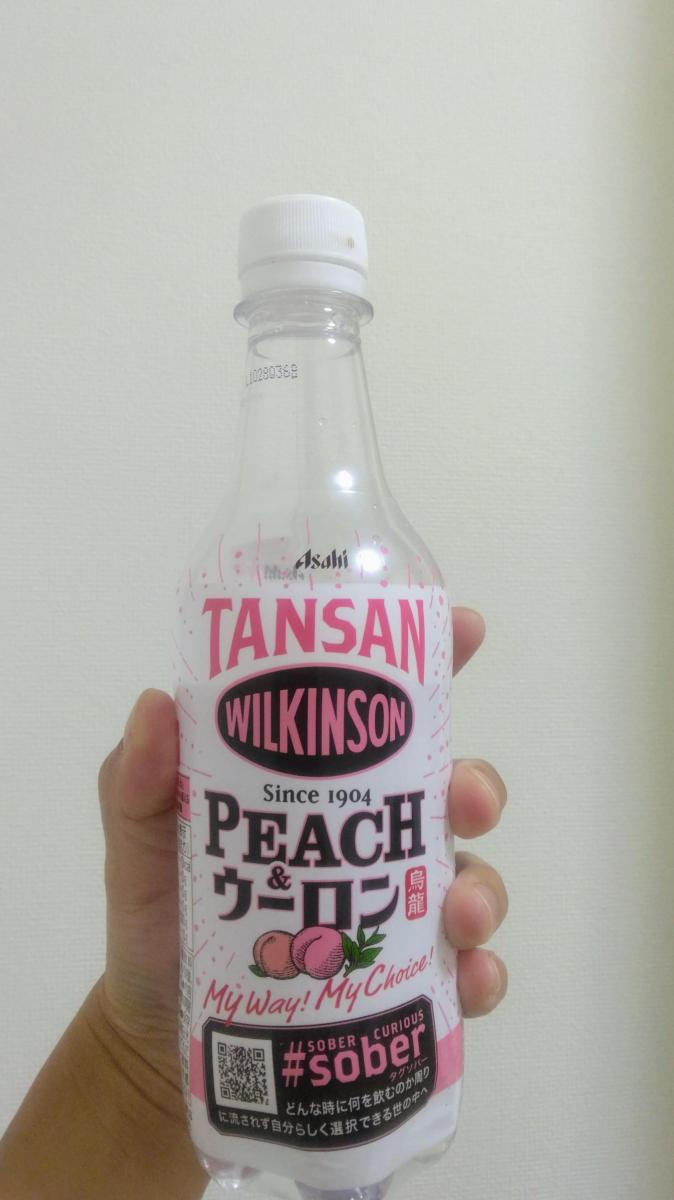 Asahi
TANSAN
WILKINSON
Since 1904
PEACH
&
ウーロン
烏龍
My Way! My Choice!
SOBER CURIOUS
#sober
タグソバー
どんな時に何を飲むのか周り
に流されず自分らしく選択できる世の中へ